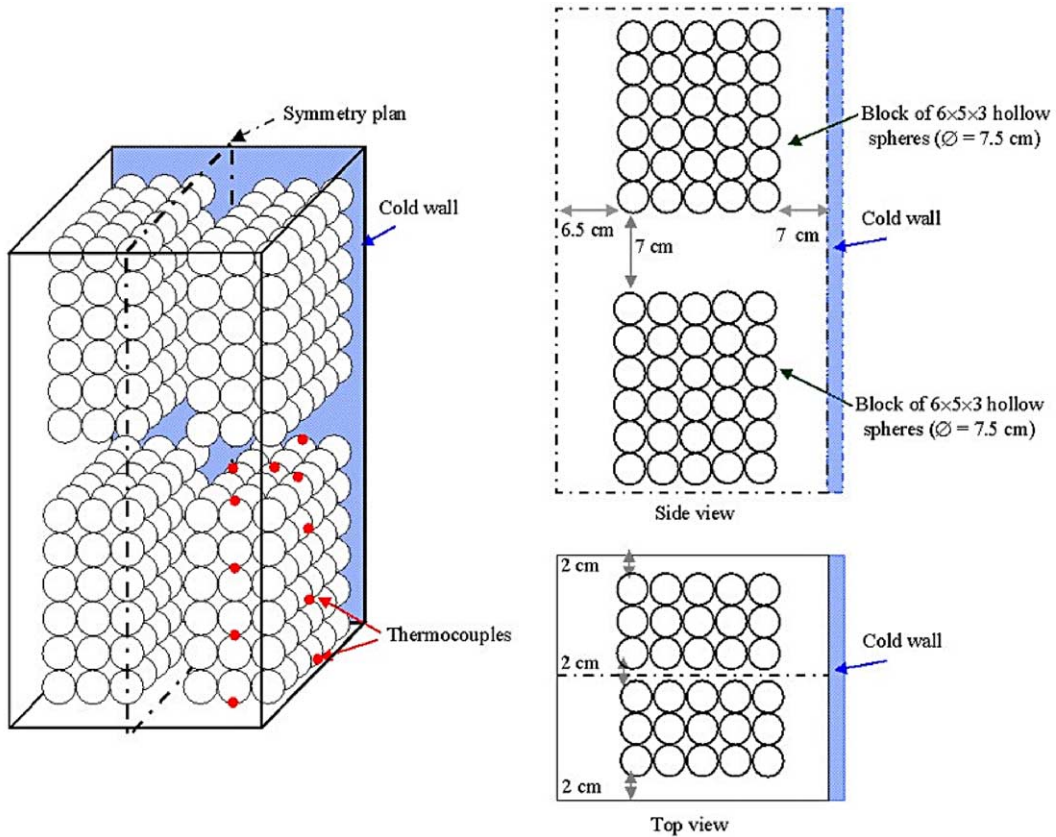 Symmetry plan
Cold wall
Thermocouples
Block of 6×5×3 hollow
spheres (∅ = 7.5 cm)
6.5 cm
7 cm
7 cm
Cold wall
Block of 6×5×3 hollow
spheres (∅ = 7.5 cm)
Side view
2 cm
2 cm
2 cm
Cold wall
Top view